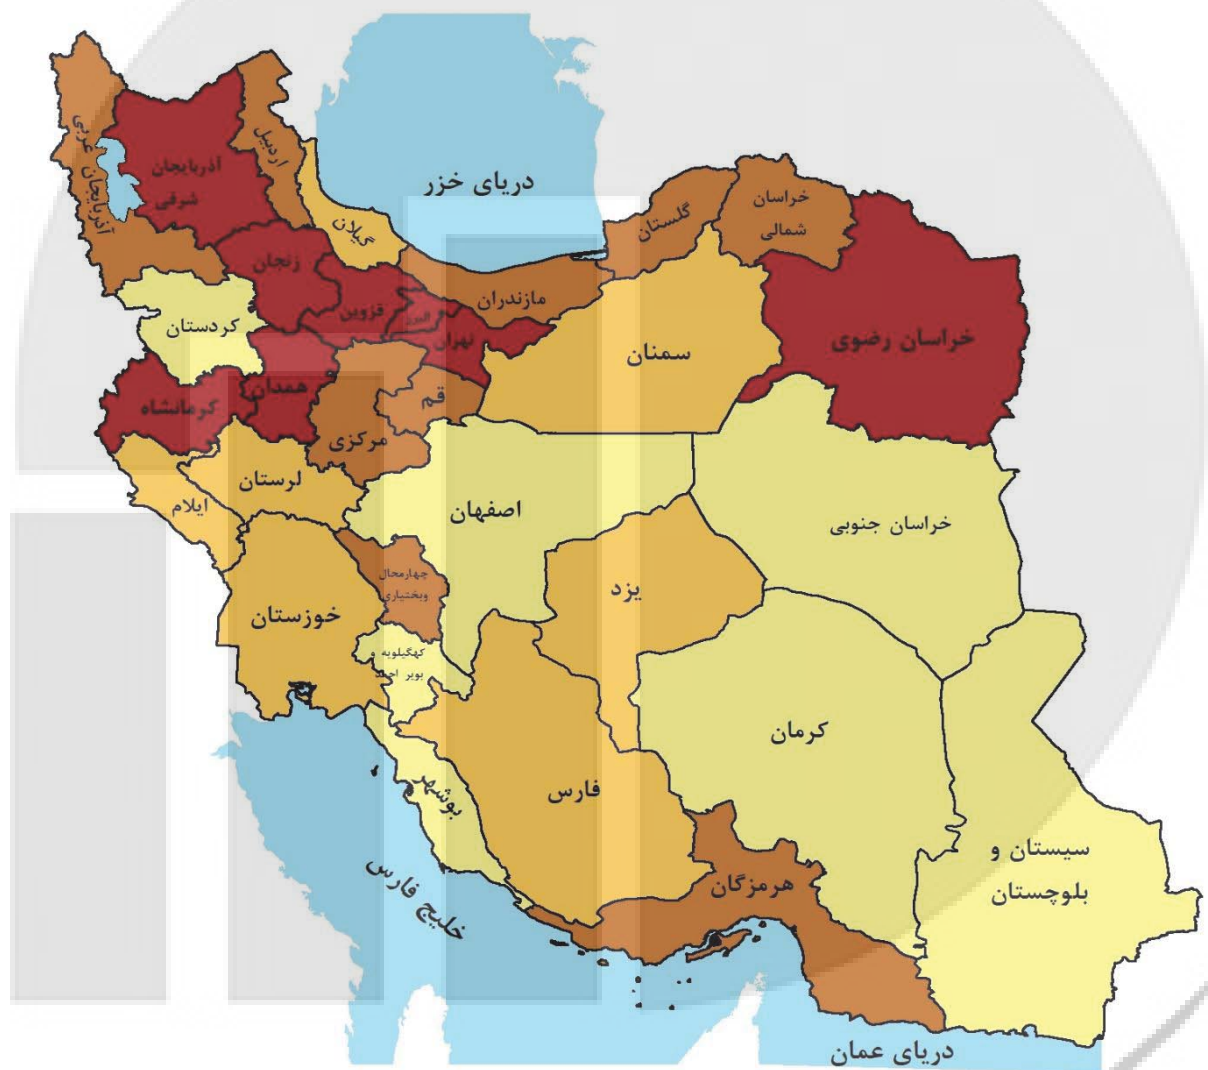 دریای خزر
آذربایجان غربی
آذربایجان
شرقی
اردبیل
گیلان
گلستان
خراسان
شمالی
زنجان
مازندران
قزوین
البرز
تهران
سمنان
خراسان رضوی
کردستان
همدان
کرمانشاه
قم
مرکزی
لرستان
ایلام
اصفهان
خراسان جنوبی
چهارمحال
وبختیاری
یزد
خوزستان
کهگیلویه و
بویر احمد
کرمان
فارس
بوشهر
سیستان و
بلوچستان
هرمزگان
خلیج فارس
دریای عمان